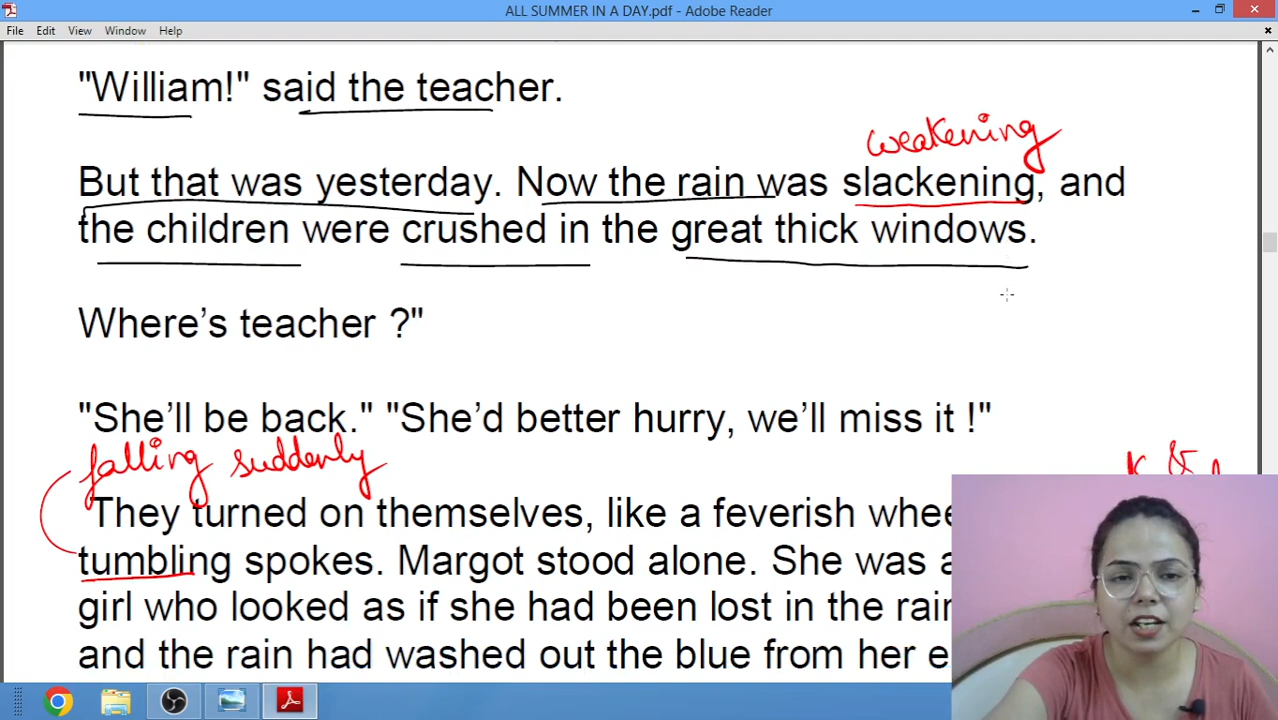 ALL SUMMER IN A DAY.pdf - Adobe Reader
File Edit View Window Help
"William!" said the teacher.
weakening
But that was yesterday. Now the rain was slackening, and
the children were crushed in the great thick windows.
Where’s teacher ?"
"She’ll be back." "She’d better hurry, we’ll miss it !"
falling suddenly
They turned on themselves, like a feverish whee
tumbling spokes. Margot stood alone. She was a
girl who looked as if she had been lost in the rain
and the rain had washed out the blue from her e